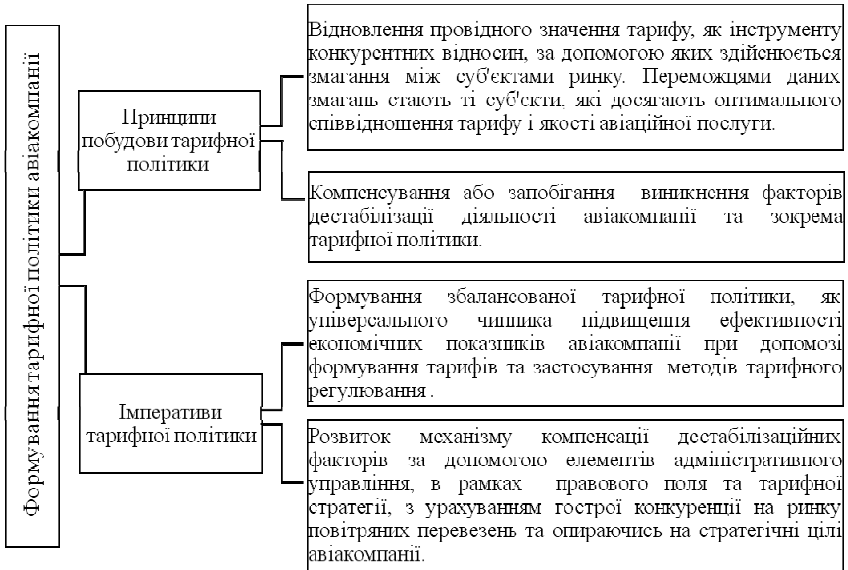 Формування тарифної політики авіакомпанії
Принципи
побудови тарифної
політики
Відновлення провідного значення тарифу, як інструменту
конкурентних відносин, за допомогою яких здійснюється
змагання між суб'єктами ринку. Переможцями даних
змагань стають ті суб'єкти, які досягають оптимального
співвідношення тарифу і якості авіаційної послуги.
Компенсування або запобігання виникнення факторів
дестабілізації діяльності авіакомпанії та зокрема
тарифної політики.
Імперативи
тарифної політики
Формування збалансованої тарифної політики, як
універсального чинника підвищення ефективності
економічних показників авіакомпанії при допомозі
формування тарифів та застосування методів тарифного
регулювання .
Розвиток механізму компенсації дестабілізаційних
факторів за допомогою елементів адміністративного
управління, в рамках правового поля та тарифної
стратегії, з урахуванням гострої конкуренції на ринку
повітряних перевезень та опираючись на стратегічні цілі
авіакомпанії.